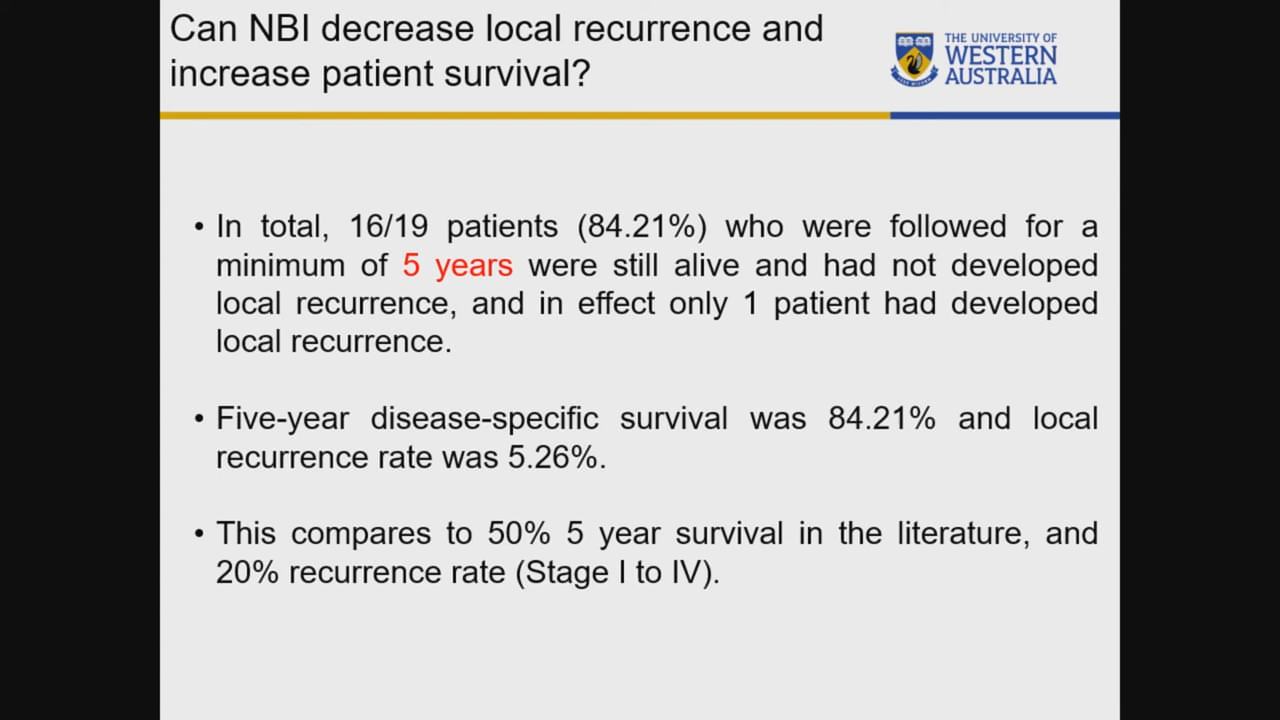 Can NBI decrease local recurrence and
increase patient survival?
THE UNIVERSITY OF
WESTERN
AUSTRALIA
• In total, 16/19 patients (84.21%) who were followed for a
minimum of 5 years were still alive and had not developed
local recurrence, and in effect only 1 patient had developed
local recurrence.
• Five-year disease-specific survival was 84.21% and local
recurrence rate was 5.26%.
• This compares to 50% 5 year survival in the literature, and
20% recurrence rate (Stage I to IV).